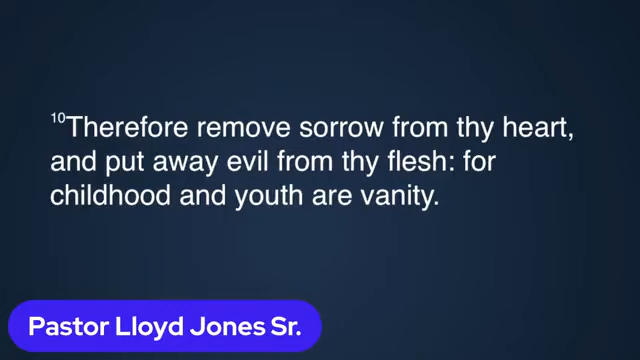 10Therefore remove sorrow from thy heart,
and put away evil from thy flesh: for
childhood and youth are vanity.
Pastor Lloyd Jones Sr.